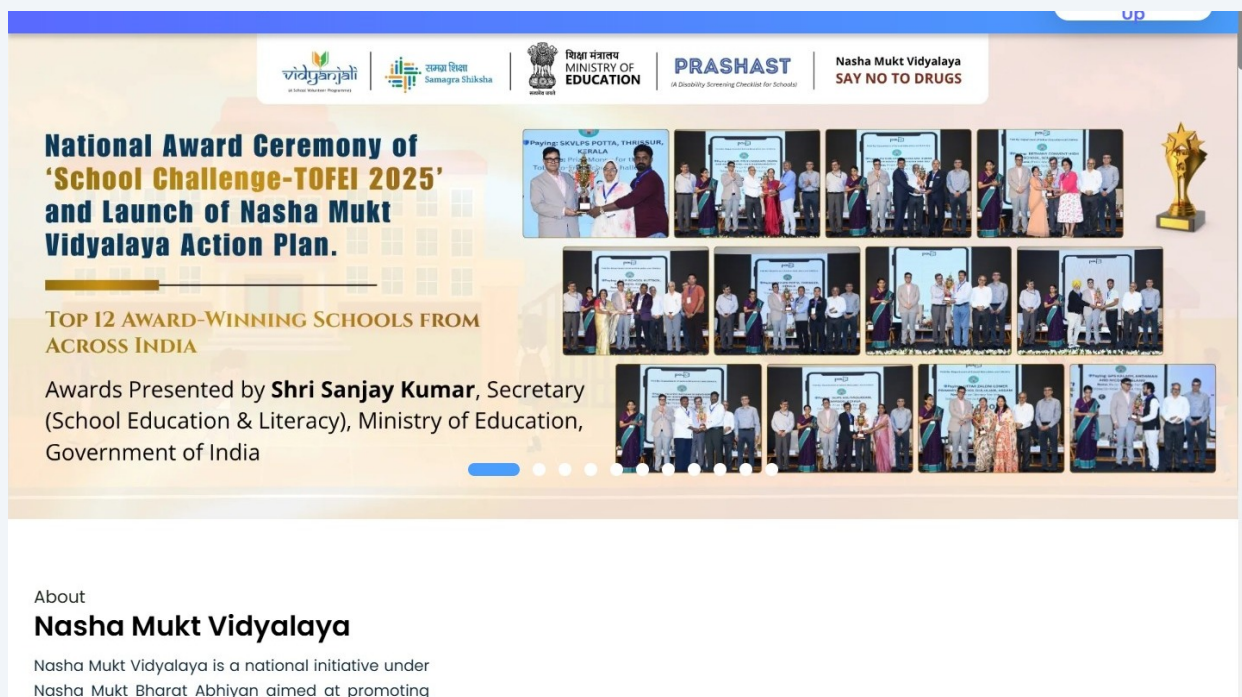 Up
vidyanjali
समग्र शिक्षा
Samagra Shiksha
शिक्षा मंत्रालय
MINISTRY OF
EDUCATION
सत्यमेव जयते
PRASHAST
(A Disability Screening Checklist for Schools)
Nasha Mukt Vidyalaya
SAY NO TO DRUGS
National Award Ceremony of
‘School Challenge-TOFEI 2025’
and Launch of Nasha Mukt
Vidyalaya Action Plan.
TOP 12 AWARD-WINNING SCHOOLS FROM
ACROSS INDIA
Awards Presented by Shri Sanjay Kumar, Secretary
(School Education & Literacy), Ministry of Education,
Government of India
Paying: SKVLPS POTTA, THRISSUR,
KERALA
About
Nasha Mukt Vidyalaya
Nasha Mukt Vidyalaya is a national initiative under
Nasha Mukt Bharat Abhiyan aimed at promoting